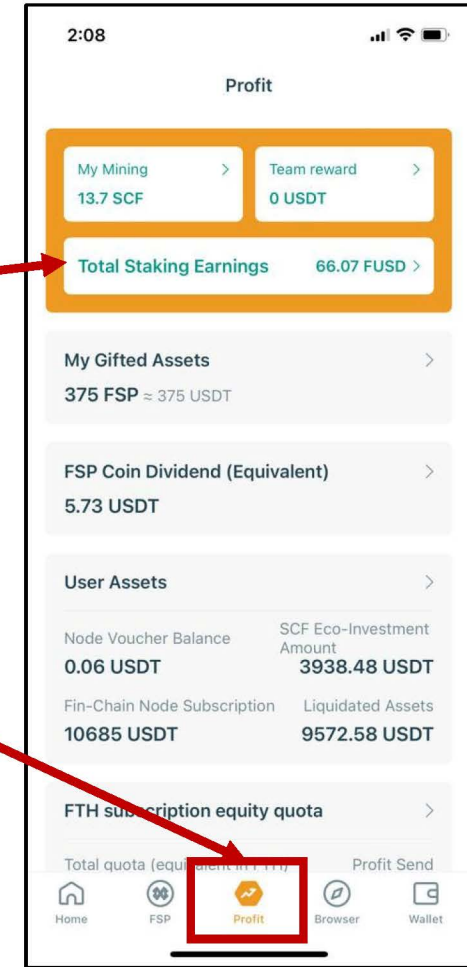 2:08
Profit
My Mining >
Team reward >
13.7 SCF
0 USDT
Total Staking Earnings 66.07 FUSD >
My Gifted Assets >
375 FSP ≈ 375 USDT
FSP Coin Dividend (Equivalent) >
5.73 USDT
User Assets >
Node Voucher Balance
SCF Eco-Investment
Amount
0.06 USDT
3938.48 USDT
Fin-Chain Node Subscription
Liquidated Assets
10685 USDT
9572.58 USDT
FTH subscription equity quota >
Total quota (equivalent in FTH)
Profit Send
Home
FSP
Profit
Browser
Wallet